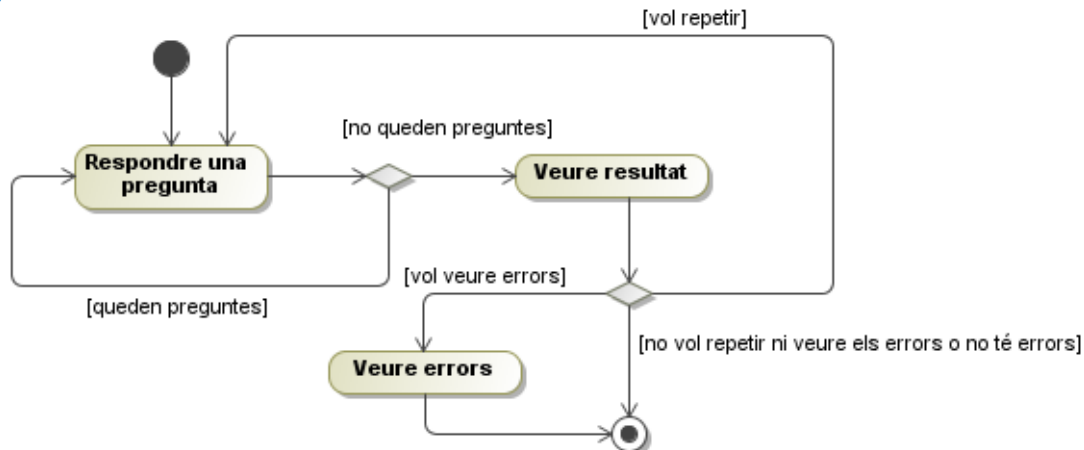 [vol repetir]
[no queden preguntes]
Respondre una
pregunta
Veure resultat
[vol veure errors]
[queden preguntes]
[no vol repetir ni veure els errors o no té errors]
Veure errors